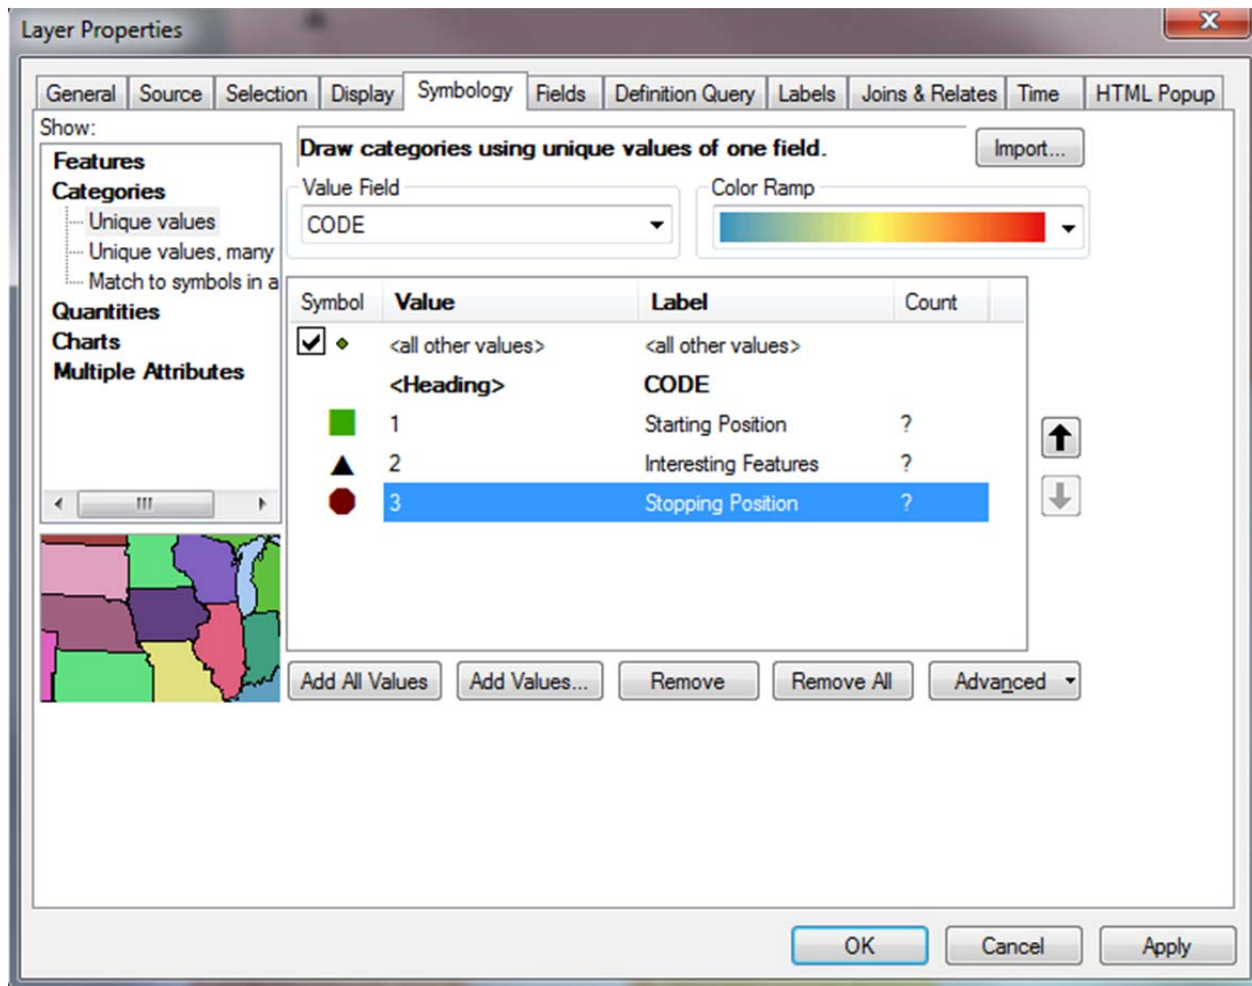 Layer Properties
General Source Selection Display Symbology Fields Definition Query Labels Joins & Relates Time HTML Popup
Show:
Features
Categories
Unique values
Unique values, many
Match to symbols in a
Quantities
Charts
Multiple Attributes
Draw categories using unique values of one field.
Import...
Value Field
CODE
Color Ramp
Symbol Value Label Count
<all other values> <all other values>
<Heading> CODE
1 Starting Position ?
2 Interesting Features ?
3 Stopping Position ?
Add All Values Add Values... Remove Remove All Advanced
OK Cancel Apply